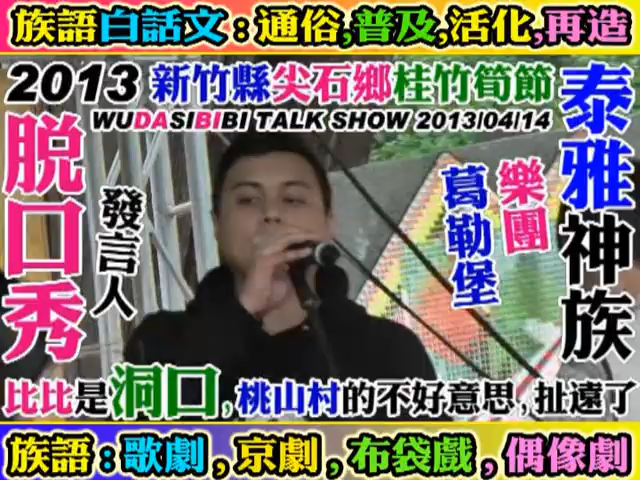 族語白話文：通俗,普及,活化,再造
2013 新竹縣尖石鄉桂竹筍節
WUDASIBIBI TALK SHOW 2013/04/14
脫口秀
發言人
葛勒堡
樂團
泰雅神族
比比是洞口,桃山村的不好意思,扯遠了
族語：歌劇,京劇,布袋戲,偶像劇